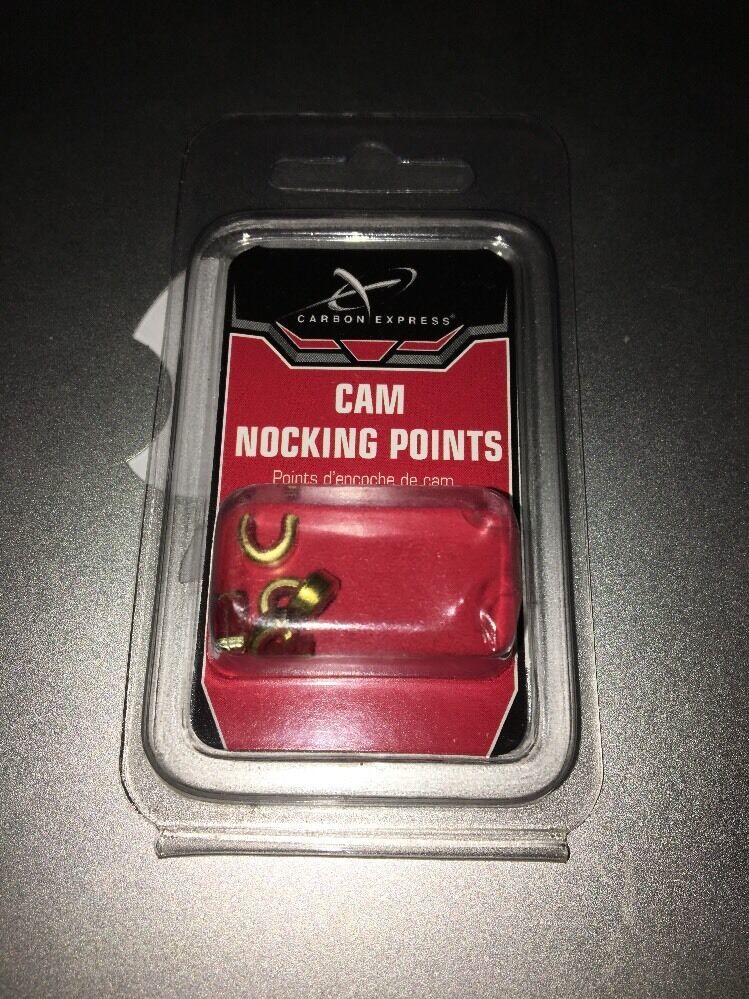 CARBON EXPRESS®
CAM
NOCKING POINTS
Points d'encoche de cam